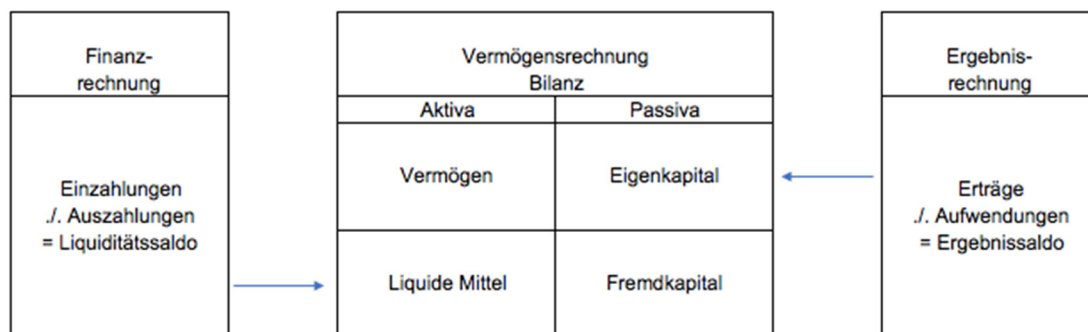 Finanz-
rechnung
Einzahlungen
./. Auszahlungen
= Liquiditätssaldo
Vermögensrechnung
Bilanz
Aktiva
Passiva
Vermögen
Eigenkapital
Liquide Mittel
Fremdkapital
Ergebnis-
rechnung
Erträge
./. Aufwendungen
= Ergebnissaldo